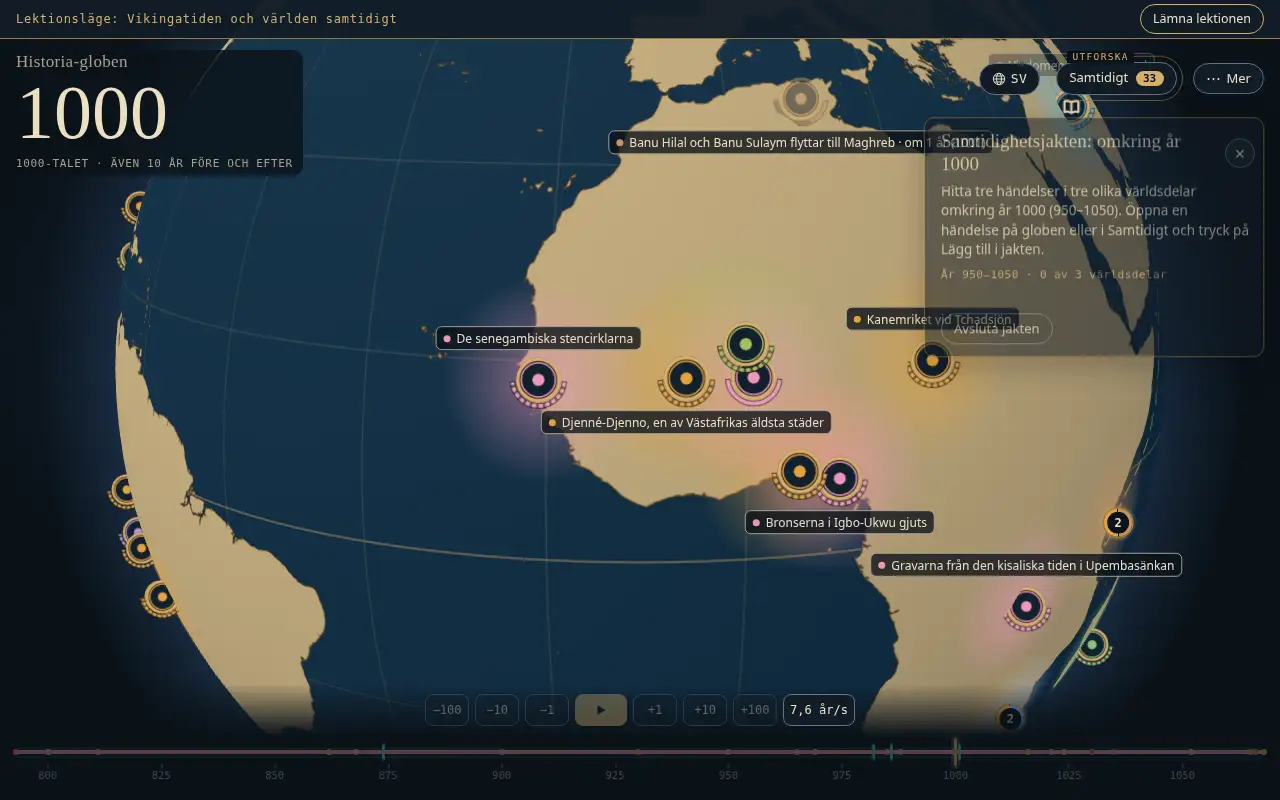 Lektionsläge: Vikingatiden och världen samtidigt
Lämna lektionen
Historia-globen
1000
1000-TALET · ÄVEN 10 ÅR FÖRE OCH EFTER
UTFORSKA
SV
Samtidigt 33
··· Mer
Banu Hilal och Banu Sulaym flyttar till Maghreb · om 1 år
Samtidighetsjakten: omkring år
1000
×
Hitta tre händelser i tre olika världsdelar
omkring år 1000 (950–1050). Öppna en
händelse på globen eller i Samtidigt och tryck på
Lägg till i jakten.
År 950–1050 · 0 av 3 världsdelar
Avsluta jakten
Kanemriket vid Tchadsjön
De senegambiska stencirklarna
Djenné-Djenno, en av Västafrikas äldsta städer
Bronserna i Igbo-Ukwu gjuts
2
Gravarna från den kisaliska tiden i Upembasänkan
2
−100
−10
−1
+1
+10
+100
7,6 år/s
800
825
850
875
900
925
950
975
1000
1025
1050